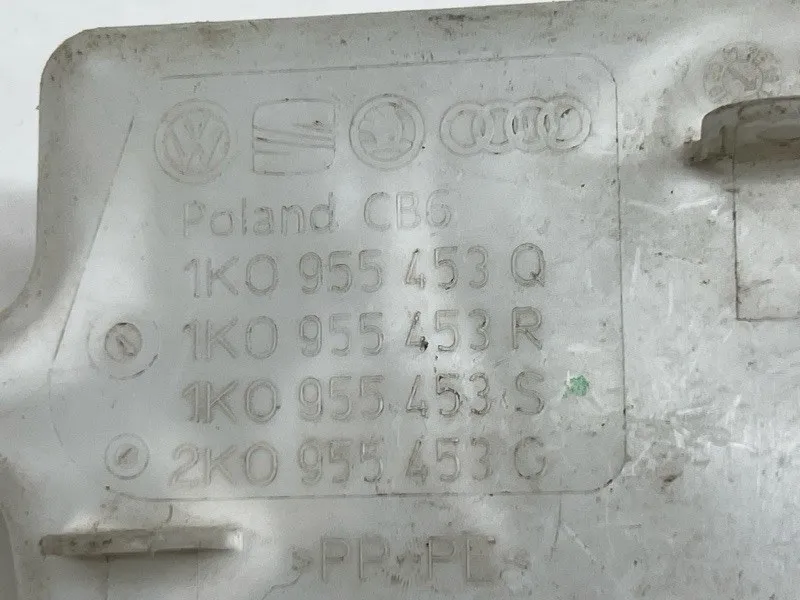 Poland CB6
1K0 955 453 Q
1K0 955 453 R
1K0 955 453 S
2K0 955 453 G
>PP+PE<